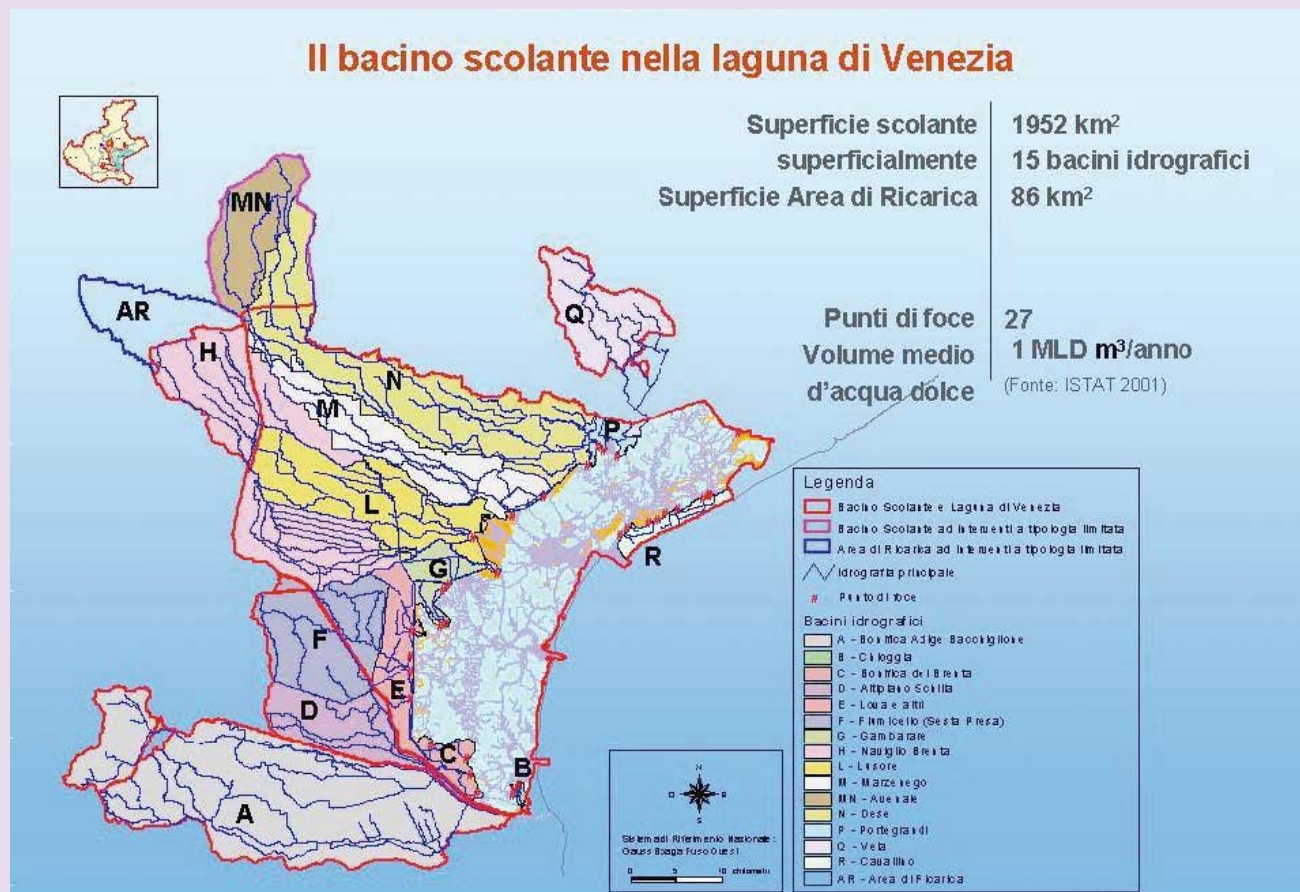 Il bacino scolante nella laguna di Venezia
Superficie scolante
superficialmente
Superficie Area di Ricarica
1952 km²
15 bacini idrografici
86 km²
Punti di foce
Volume medio
d'acqua dolce
27
1 MLD m³/anno
(Fonte: ISTAT 2001)
MN
AR
H
Q
N
M
P
L
R
G
F
E
D
C
B
A
Legenda
Bacino Scolante e Laguna di Venezia
Bacino Scolante ad interventi a tipologia limitata
Area di Ricarica ad interventi a tipologia limitata
Idrografia principale
# Punto di foce
Bacini idrografici
A - Bonifica Adige Bacchiglione
B - Chioggia
C - Bonifica del Brenta
D - Altipiano
E - Lova e altri
F - Fiumicello (Sesta Presa)
G - Gambarare
H - Naviglio Brenta
L - Lusore
M - Marzenego
MN - Avenale
N - Dese
P - Portegrandi
Q - Vela
R - Cavallino
AR - Area di Ricarica
N
O
S
Sistema di Riferimento Nazionale:
Gauss Boaga Fuso Ovest
0 5 10 chilometri